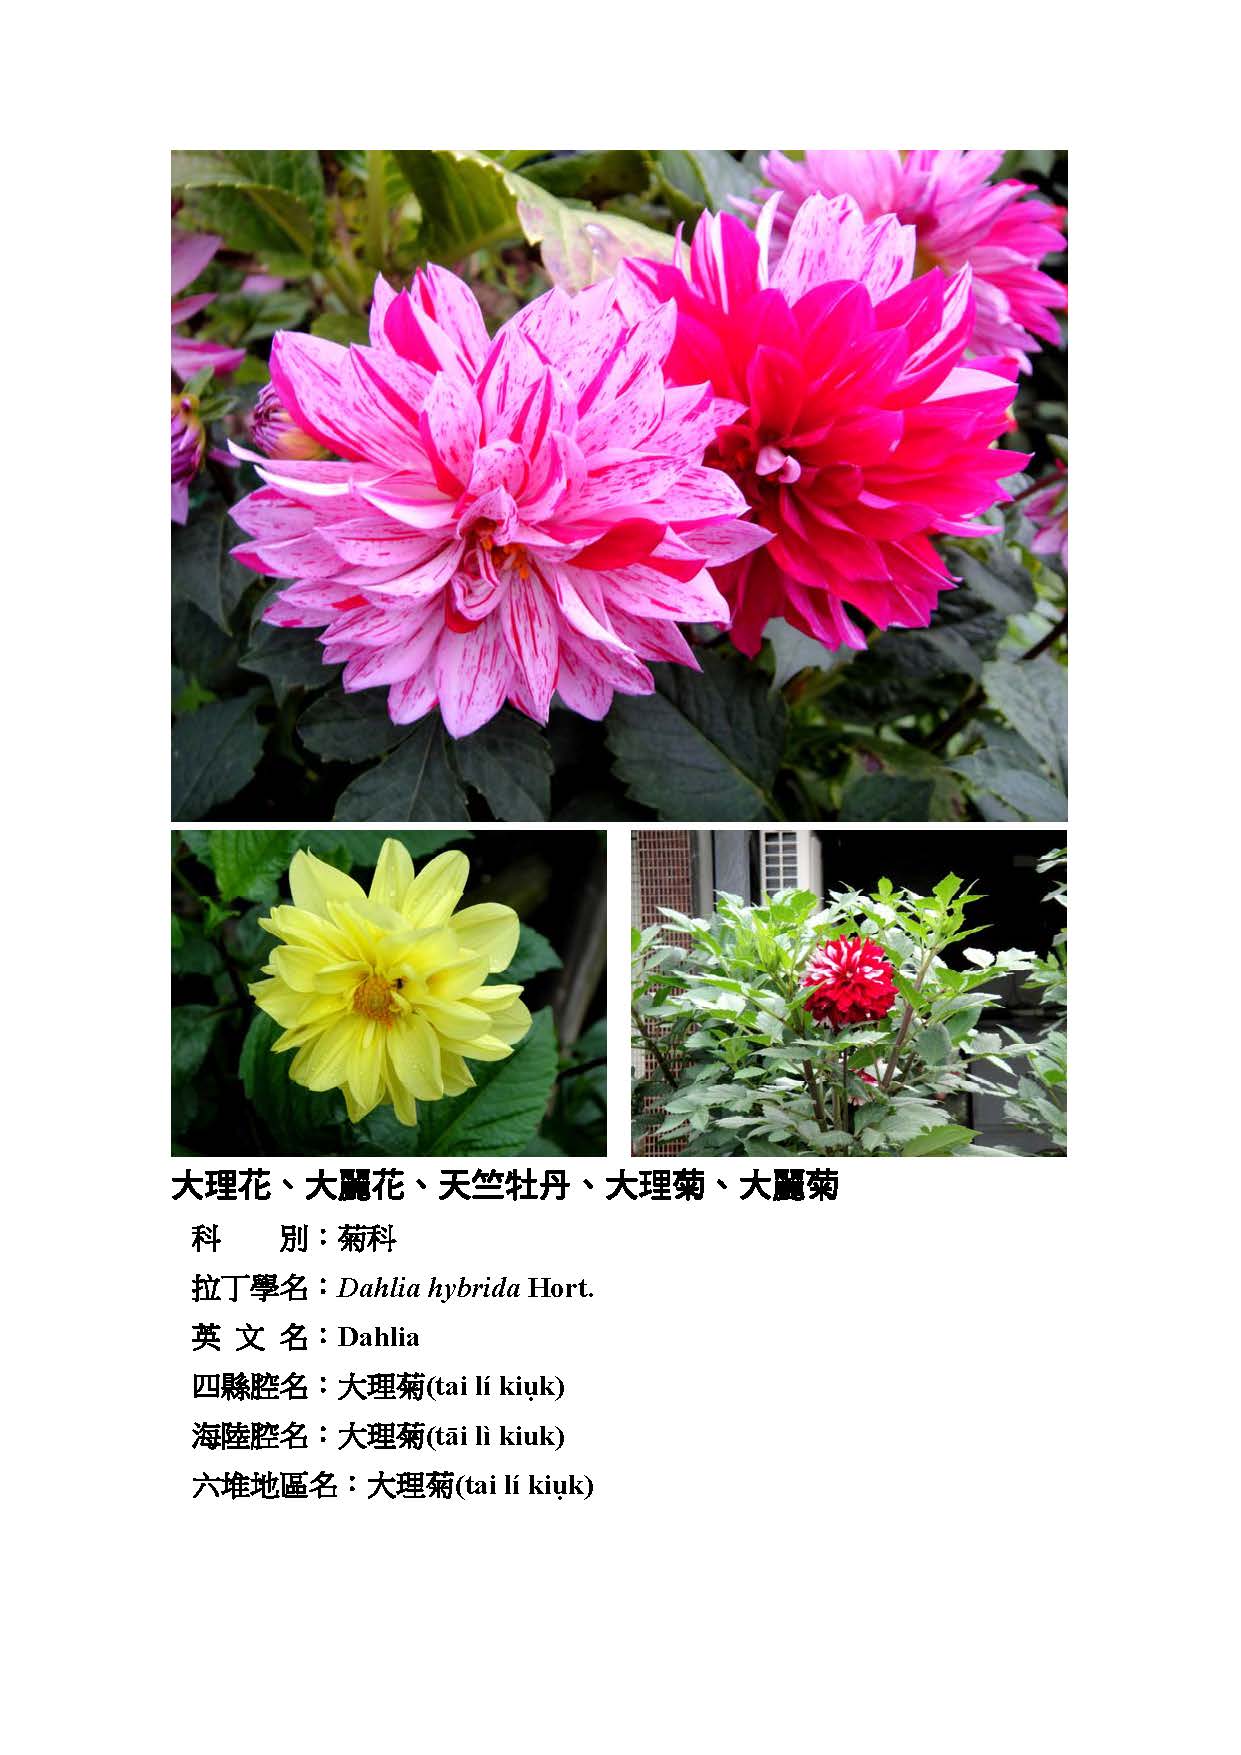 大理花、大麗花、天竺牡丹、大理菊、大麗菊
科　　別：菊科
拉丁學名：Dahlia hybrida Hort.
英 文 名：Dahlia
四縣腔名：大理菊(tai lí kiụk)
海陸腔名：大理菊(tāi lì kiuk)
六堆地區名：大理菊(tai lí kiụk)